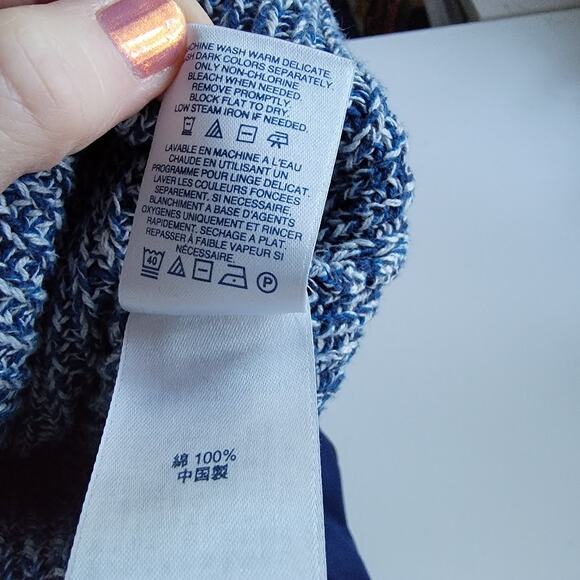 MACHINE WASH WARM DELICATE.
WASH DARK COLORS SEPARATELY.
ONLY NON-CHLORINE
BLEACH WHEN NEEDED.
REMOVE PROMPTLY.
BLOCK FLAT TO DRY.
LOW STEAM IRON IF NEEDED.
LAVABLE EN MACHINE A L'EAU
CHAUDE EN UTILISANT UN
PROGRAMME POUR LINGE DELICAT.
LAVER LES COULEURS FONCÉES
SEPAREMENT. SI NECESSAIRE,
BLANCHIMENT A BASE D'AGENTS
OXYGENES UNIQUEMENT ET RINCER
RAPIDEMENT. SECHAGE A PLAT.
REPASSER À FAIBLE VAPEUR SI
NÉCESSAIRE.
40 P
綿 100%
中国製